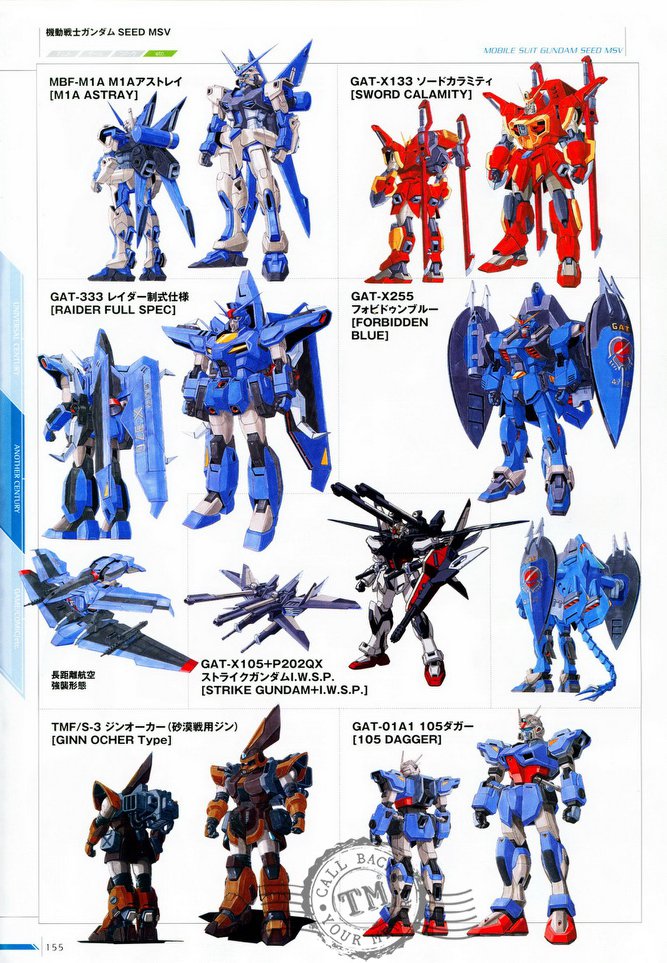 機動戦士ガンダム SEED MSV
MOBILE SUIT GUNDAM SEED MSV
MBF-M1A M1Aアストレイ
[M1A ASTRAY]
GAT-X133 ソードカラミティ
[SWORD CALAMITY]
GAT-333 レイダー制式仕様
[RAIDER FULL SPEC]
GAT-X255
フォビドゥンブルー
[FORBIDDEN
BLUE]
GAT
UNIVERSAL CENTURY
ANOTHER CENTURY
長距離航空
強襲形態
GAT-X105+P202QX
ストライクガンダムI.W.S.P.
[STRIKE GUNDAM+I.W.S.P.]
TMF/S-3 ジンオーカー（砂漠戦用ジン）
[GINN OCHER Type]
GAT-01A1 105ダガー
[105 DAGGER]
CALL BACK
TM
YOUR
155